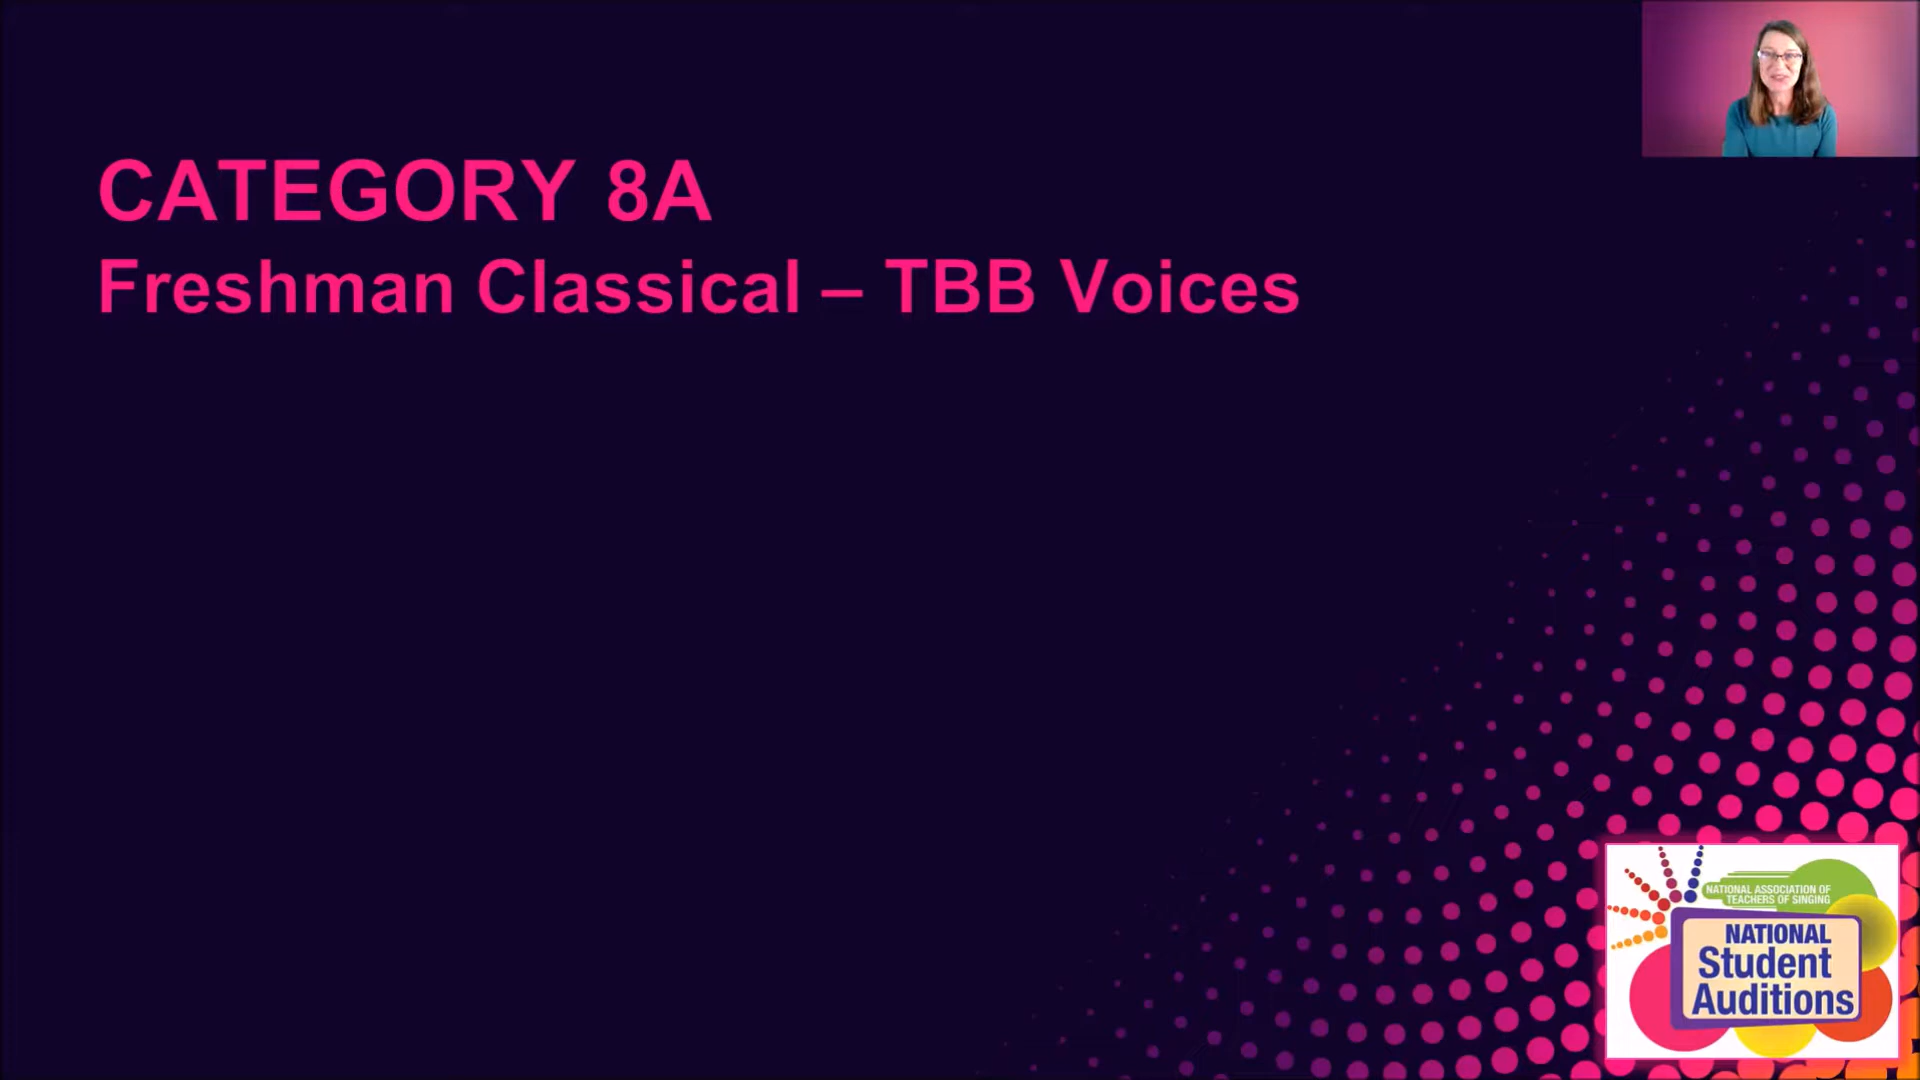 CATEGORY 8A
Freshman Classical – TBB Voices
NATIONAL ASSOCIATION OF
TEACHERS OF SINGING
NATIONAL
Student
Auditions